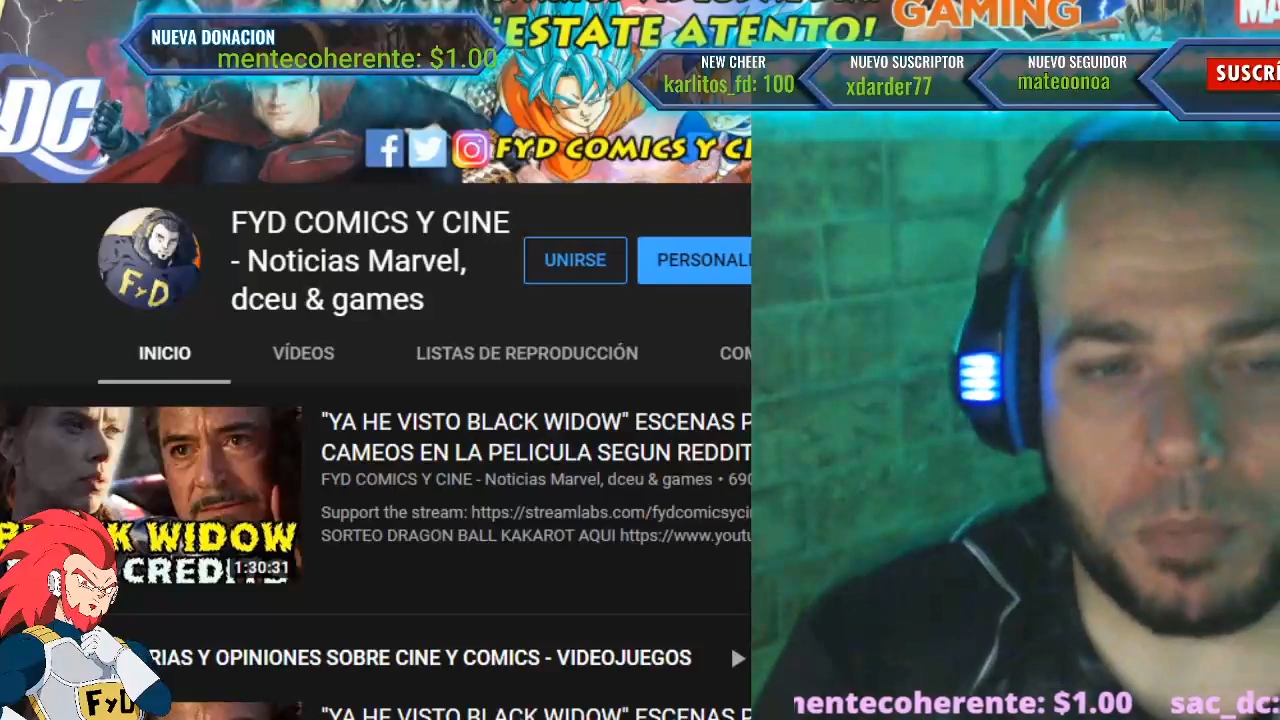 ¡ESTATE ATENTO!
GAMING
NUEVA DONACION
mentecoherente: $1.00
NEW CHEER
karlitos_fd: 100
NUEVO SUSCRIPTOR
xdarder77
NUEVO SEGUIDOR
mateoonoa
SUSCRÍ
DC
FYD COMICS Y CI
FYD COMICS Y CINE
- Noticias Marvel,
dceu & games
UNIRSE
PERSONALI
FyD
INICIO
VÍDEOS
LISTAS DE REPRODUCCIÓN
COM
"YA HE VISTO BLACK WIDOW" ESCENAS P
CAMEOS EN LA PELICULA SEGUN REDDIT
FYD COMICS Y CINE - Noticias Marvel, dceu & games • 690
Support the stream: https://streamlabs.com/fydcomicsycin
SORTEO DRAGON BALL KAKAROT AQUI https://www.youtu
K WIDOW
CREDI
1:30:31
RIAS Y OPINIONES SOBRE CINE Y COMICS - VIDEOJUEGOS
FyD
"YA HE VISTO BLACK WIDOW" ESCENAS P
mentecoherente: $1.00 sac_dc: